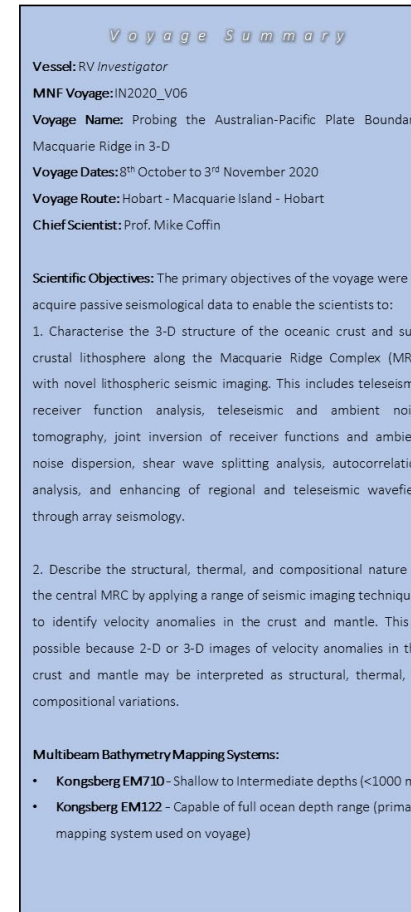 Voyage Summary
Vessel: RV Investigator
MNF Voyage: IN2020_V06
Voyage Name: Probing the Australian-Pacific Plate Boundar
Macquarie Ridge in 3-D
Voyage Dates: 8th October to 3rd November 2020
Voyage Route: Hobart - Macquarie Island - Hobart
Chief Scientist: Prof. Mike Coffin
Scientific Objectives: The primary objectives of the voyage were
acquire passive seismological data to enable the scientists to:
1. Characterise the 3-D structure of the oceanic crust and su
crustal lithosphere along the Macquarie Ridge Complex (MR
with novel lithospheric seismic imaging. This includes teleseism
receiver function analysis, teleseismic and ambient noi
tomography, joint inversion of receiver functions and ambie
noise dispersion, shear wave splitting analysis, autocorrelatio
analysis, and enhancing of regional and teleseismic wavefie
through array seismology.
2. Describe the structural, thermal, and compositional nature
the central MRC by applying a range of seismic imaging techniqu
to identify velocity anomalies in the crust and mantle. This
possible because 2-D or 3-D images of velocity anomalies in th
crust and mantle may be interpreted as structural, thermal,
compositional variations.
Multibeam Bathymetry Mapping Systems:
• Kongsberg EM710 - Shallow to Intermediate depths (<1000 m
• Kongsberg EM122 - Capable of full ocean depth range (prima
mapping system used on voyage)